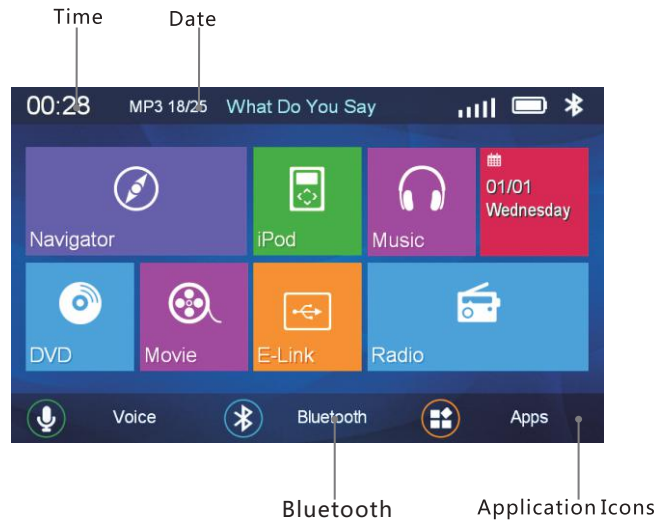 Time Date
00:28 MP3 18/25 What Do You Say
01/01
Wednesday
Navigator iPod Music
DVD Movie E-Link Radio
Voice Bluetooth Apps
Bluetooth Application Icons